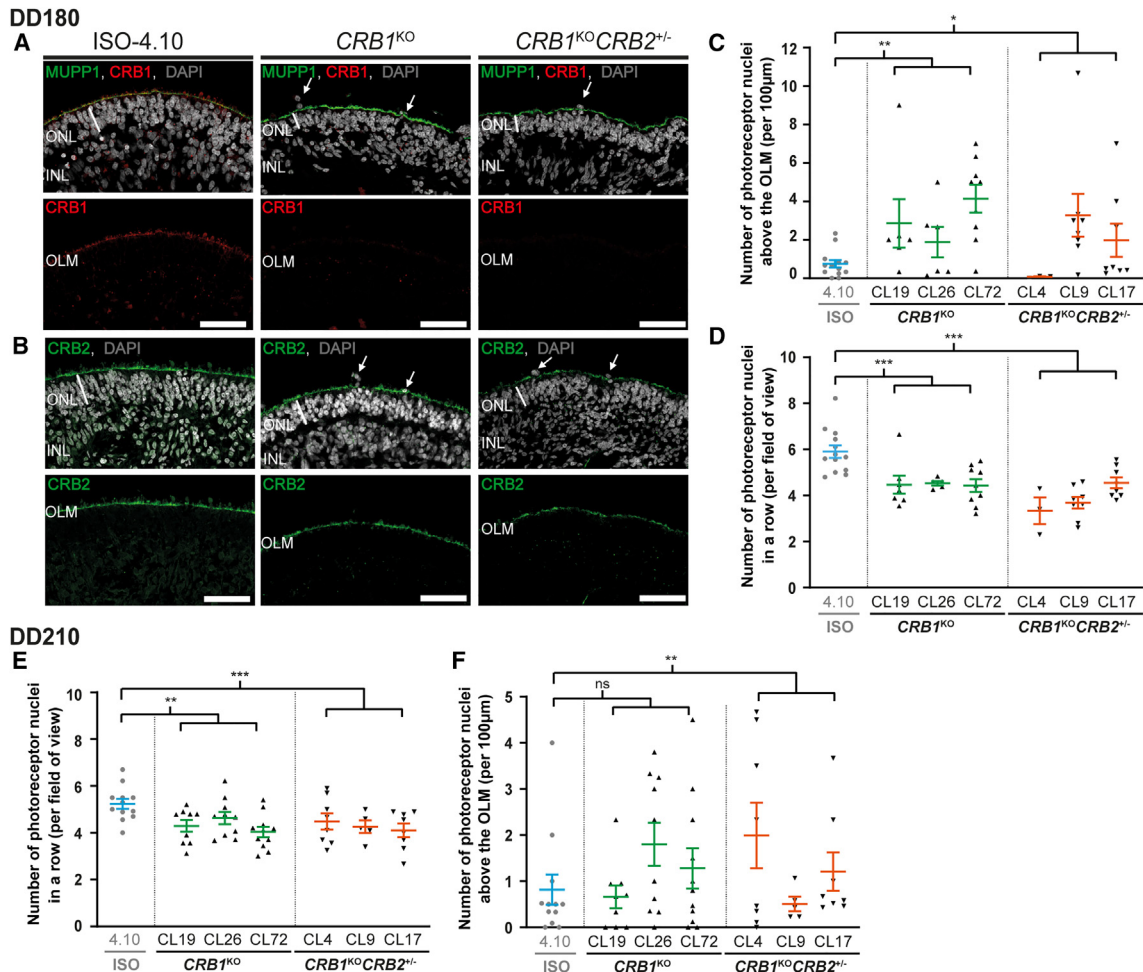 DD180
A
ISO-4.10
CRB1KO
CRB1KOCRB2+/-
MUPP1, CRB1, DAPI
MUPP1, CRB1, DAPI
MUPP1, CRB1, DAPI
ONL
INL
ONL
INL
ONL
INL
CRB1
OLM
CRB1
CRB1
B
CRB2, DAPI
CRB2, DAPI
CRB2, DAPI
ONL
INL
ONL
INL
ONL
INL
CRB2
OLM
CRB2
OLM
CRB2
OLM
C
Number of photoreceptor nuclei
above the OLM (per 100µm)
12
10
8
6
4
2
0
*
**
4.10
CL19 CL26 CL72
CL4 CL9 CL17
ISO
CRB1KO
CRB1KOCRB2+/-
D
Number of photoreceptor nuclei
in a row (per field of view)
10
8
6
4
2
0
***
***
4.10
CL19 CL26 CL72
CL4 CL9 CL17
ISO
CRB1KO
CRB1KOCRB2+/-
DD210
E
Number of photoreceptor nuclei
in a row (per field of view)
10
8
6
4
2
0
***
**
4.10
CL19 CL26 CL72
CL4 CL9 CL17
ISO
CRB1KO
CRB1KOCRB2+/-
F
Number of photoreceptor nuclei
above the OLM (per 100µm)
5
4
3
2
1
0
**
ns
4.10
CL19 CL26 CL72
CL4 CL9 CL17
ISO
CRB1KO
CRB1KOCRB2+/-